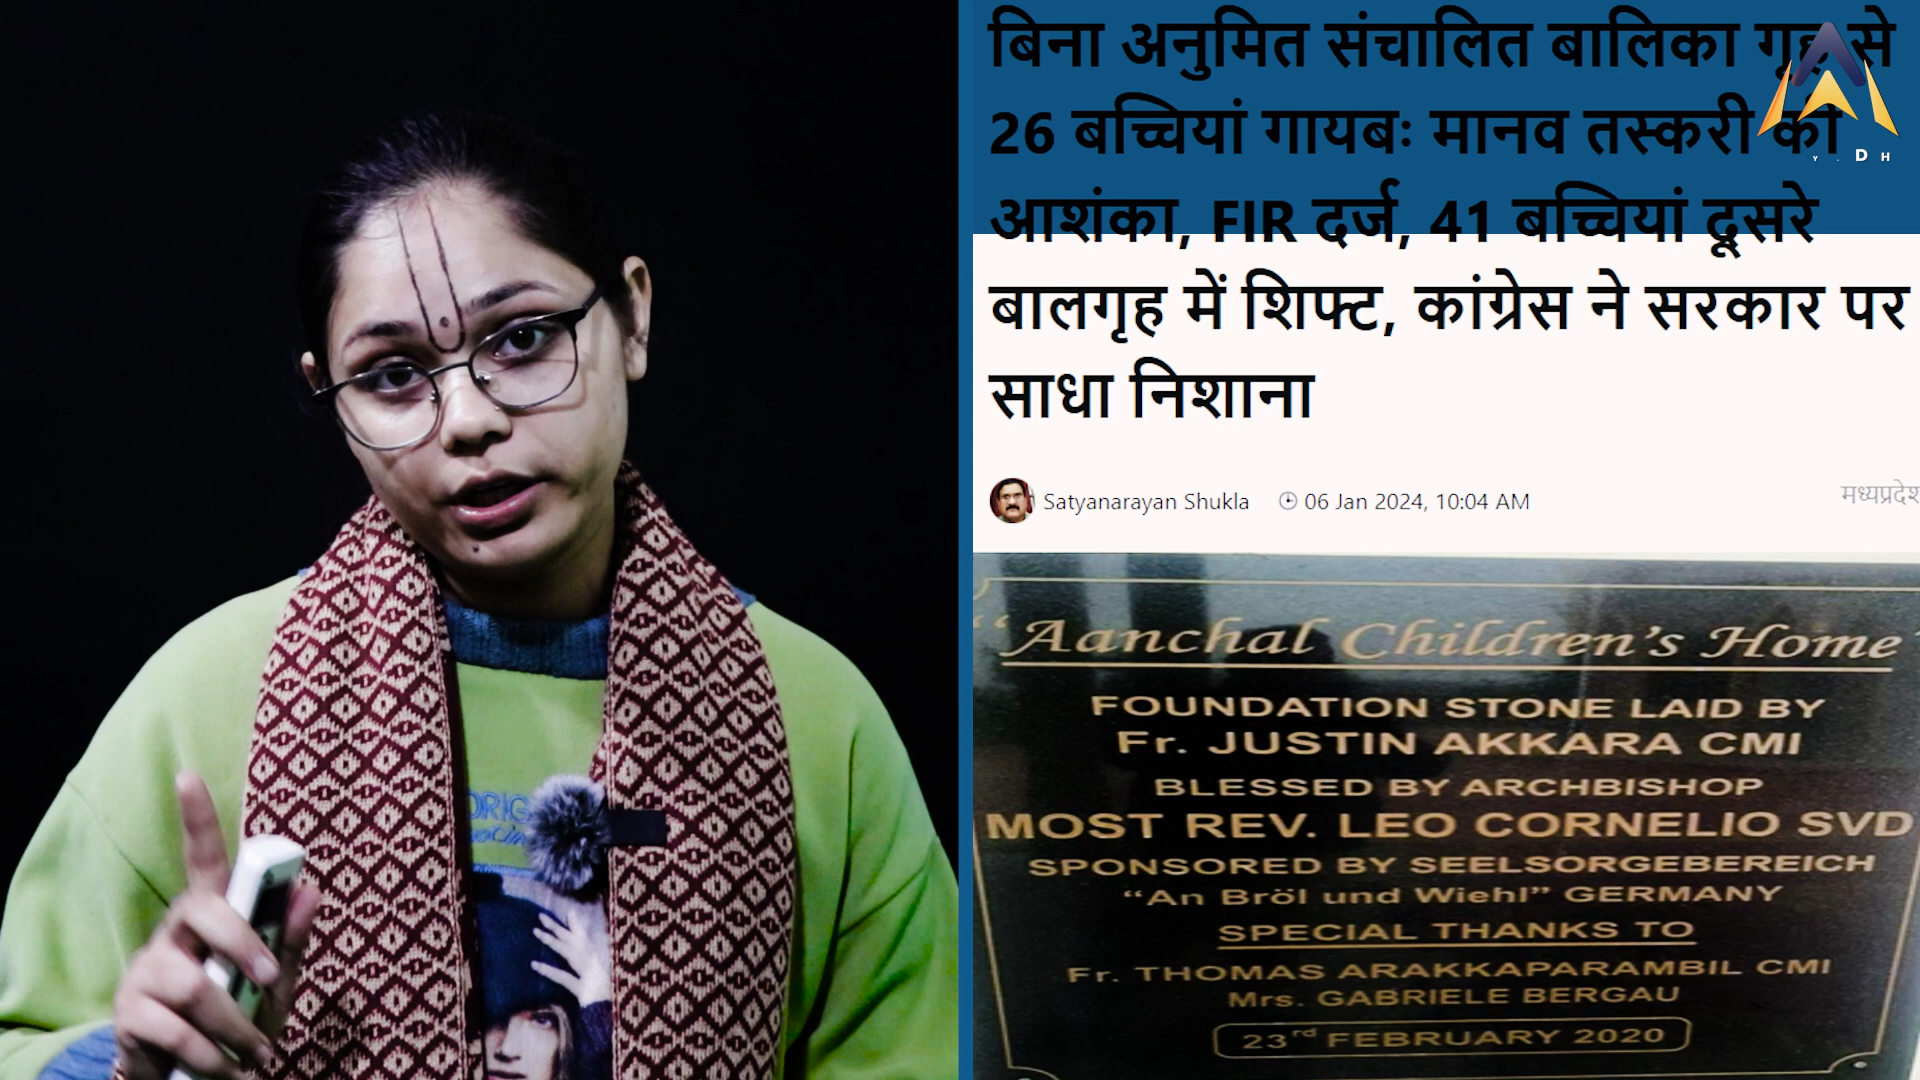 बिना अनुमित संचालित बालिका गृह से
26 बच्चियां गायबः मानव तस्करी की
आशंका, FIR दर्ज, 41 बच्चियां दूसरे
बालगृह में शिफ्ट, कांग्रेस ने सरकार पर
साधा निशाना
Y . D H
Satyanarayan Shukla 06 Jan 2024, 10:04 AM
मध्यप्रदेश
"Aanchal Children's Home"
FOUNDATION STONE LAID BY
Fr. JUSTIN AKKARA CMI
BLESSED BY ARCHBISHOP
MOST REV. LEO CORNELIO SVD
SPONSORED BY SEELSORGEBEREICH
"An Bröl und Wiehl" GERMANY
SPECIAL THANKS TO
Fr. THOMAS ARAKKAPARAMBIL CMI
Mrs. GABRIELE BERGAU
23rd FEBRUARY 2020
ORIG